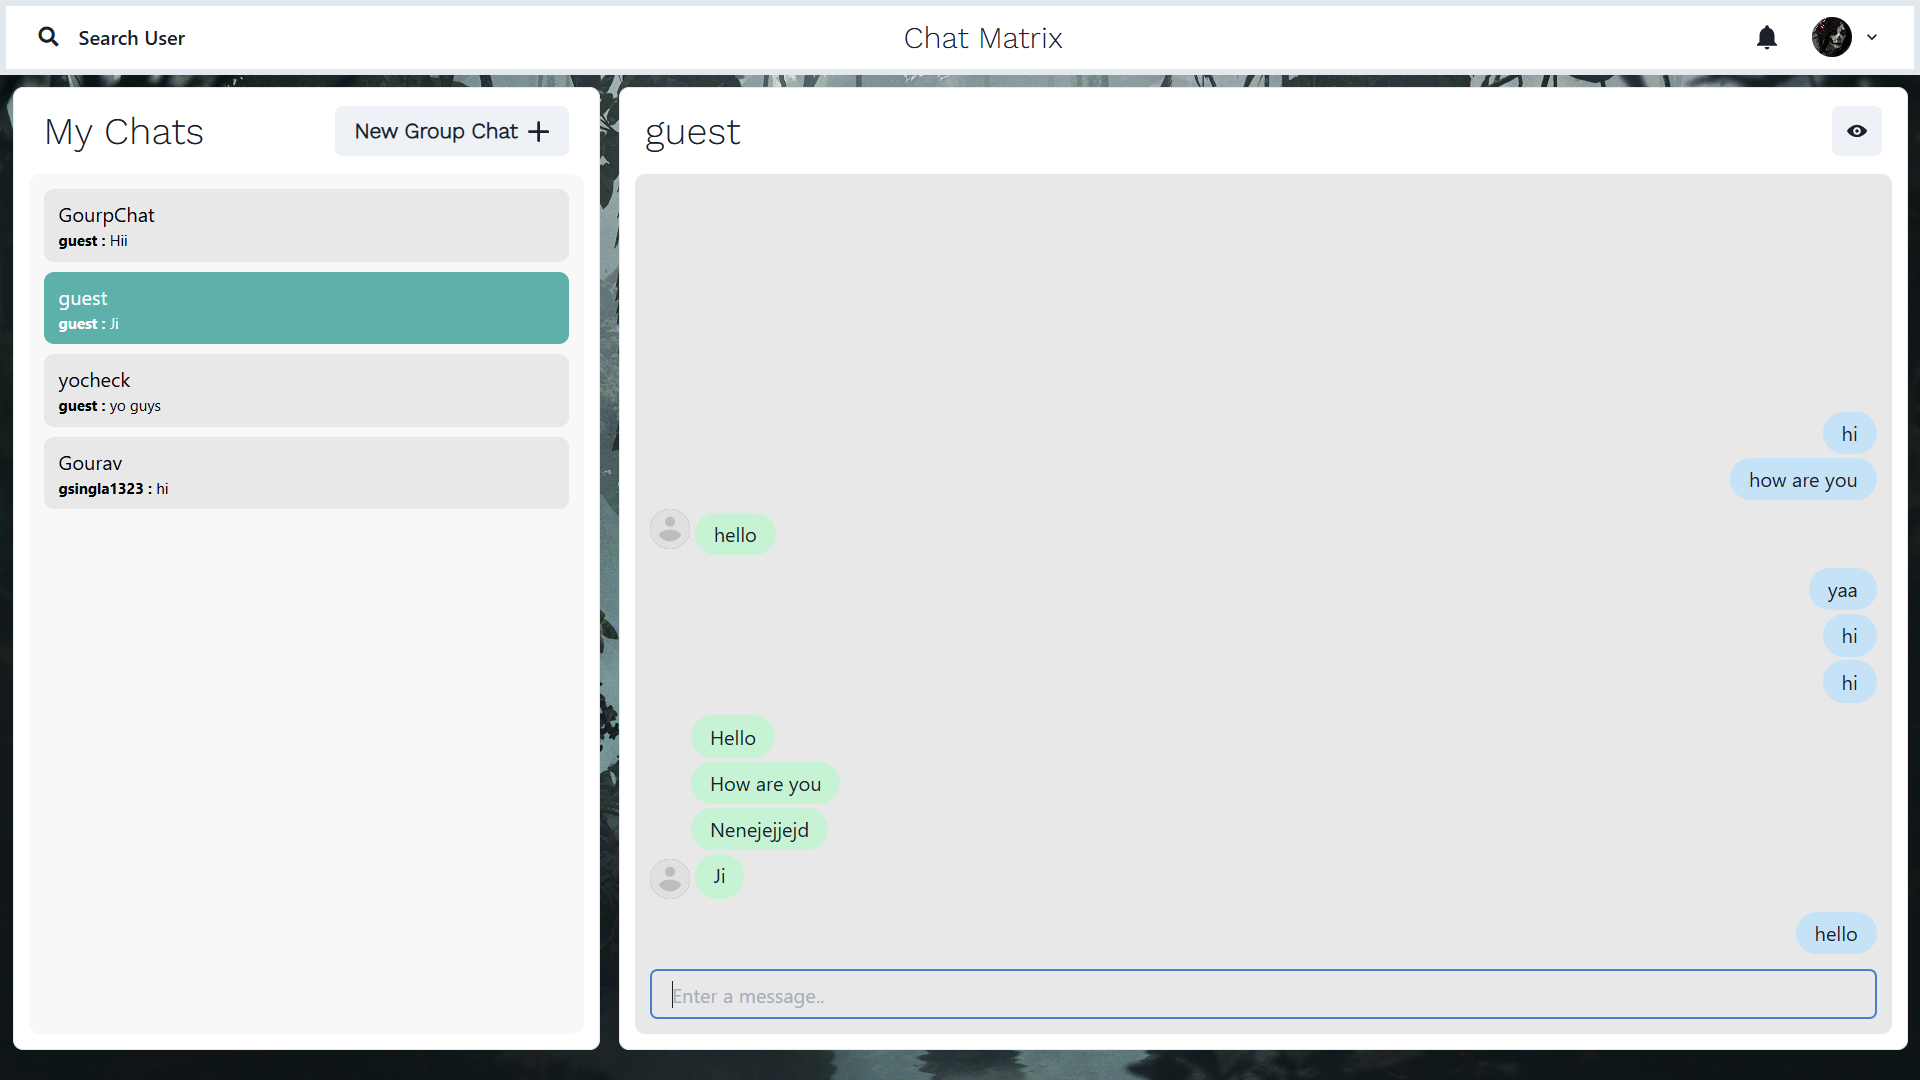 Search User
Chat Matrix
My Chats
New Group Chat
GourpChat
guest : Hii
guest
guest : Ji
yocheck
guest : yo guys
Gourav
gsingla1323 : hi
guest
hi
how are you
hello
yaa
hi
hi
Hello
How are you
Nenejejjejd
Ji
hello
Enter a message..